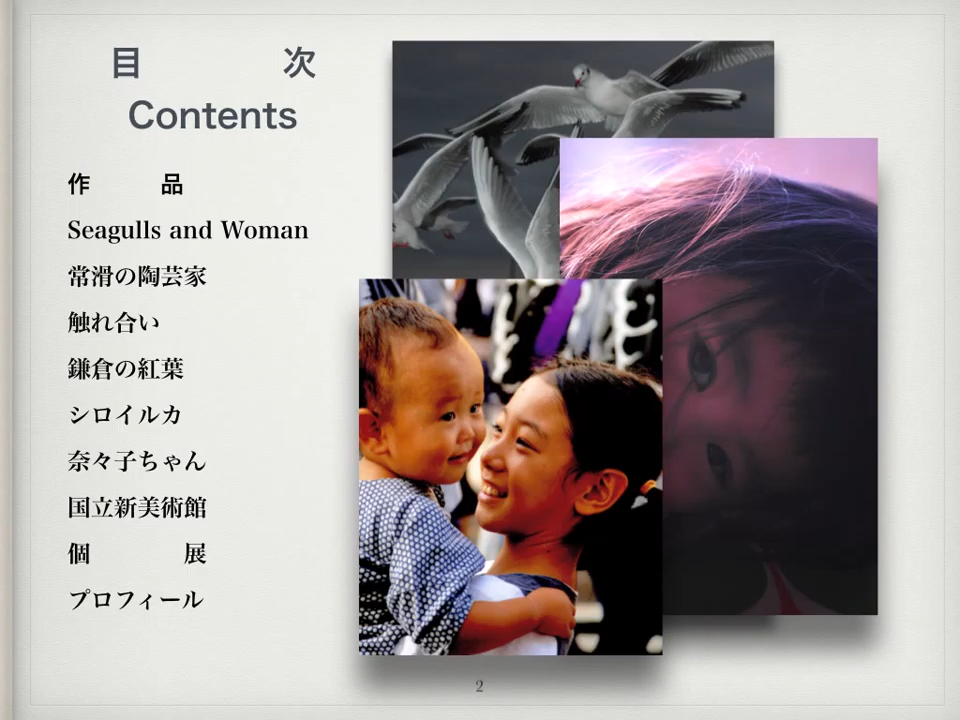 目　　　　次
Contents
作　　　品
Seagulls and Woman
常滑の陶芸家
触れ合い
鎌倉の紅葉
シロイルカ
奈々子ちゃん
国立新美術館
個　　　　展
プロフィール
2